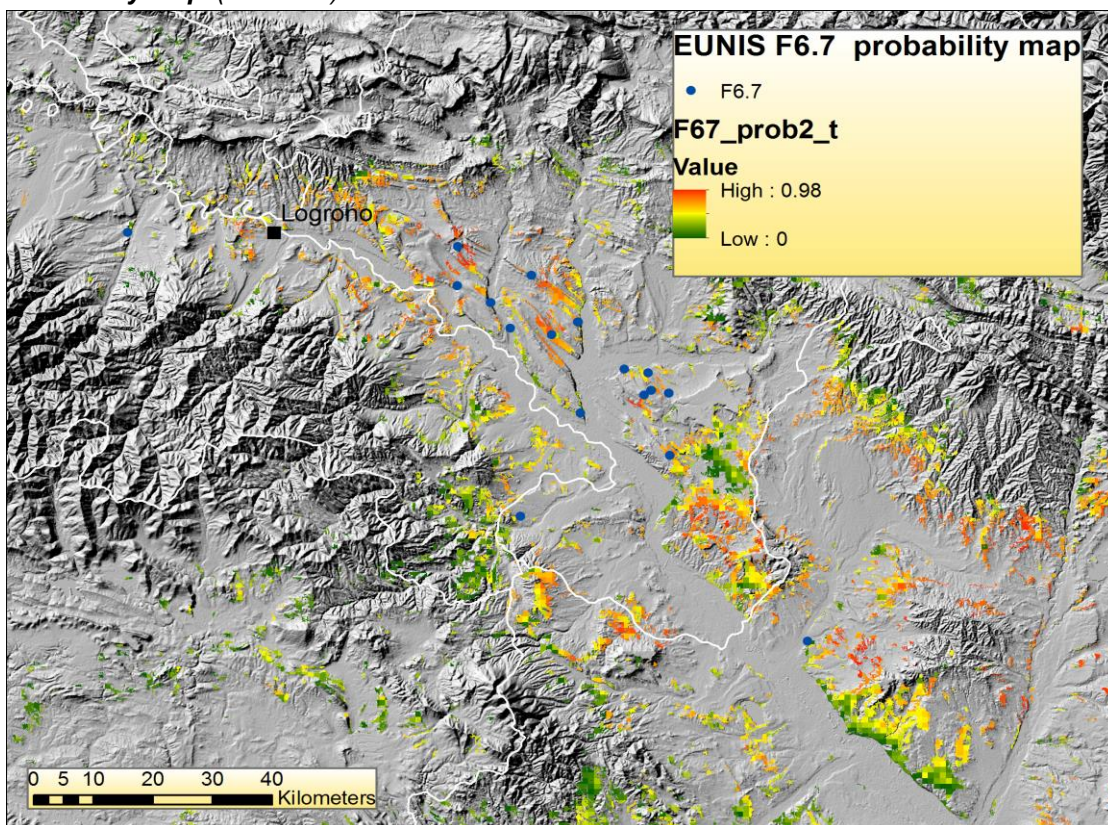 EUNIS F6.7 probability map
F6.7
F67_prob2_t
Value
High : 0.98
Low : 0
Logroho
0 5 10 20 30 40
Kilometers